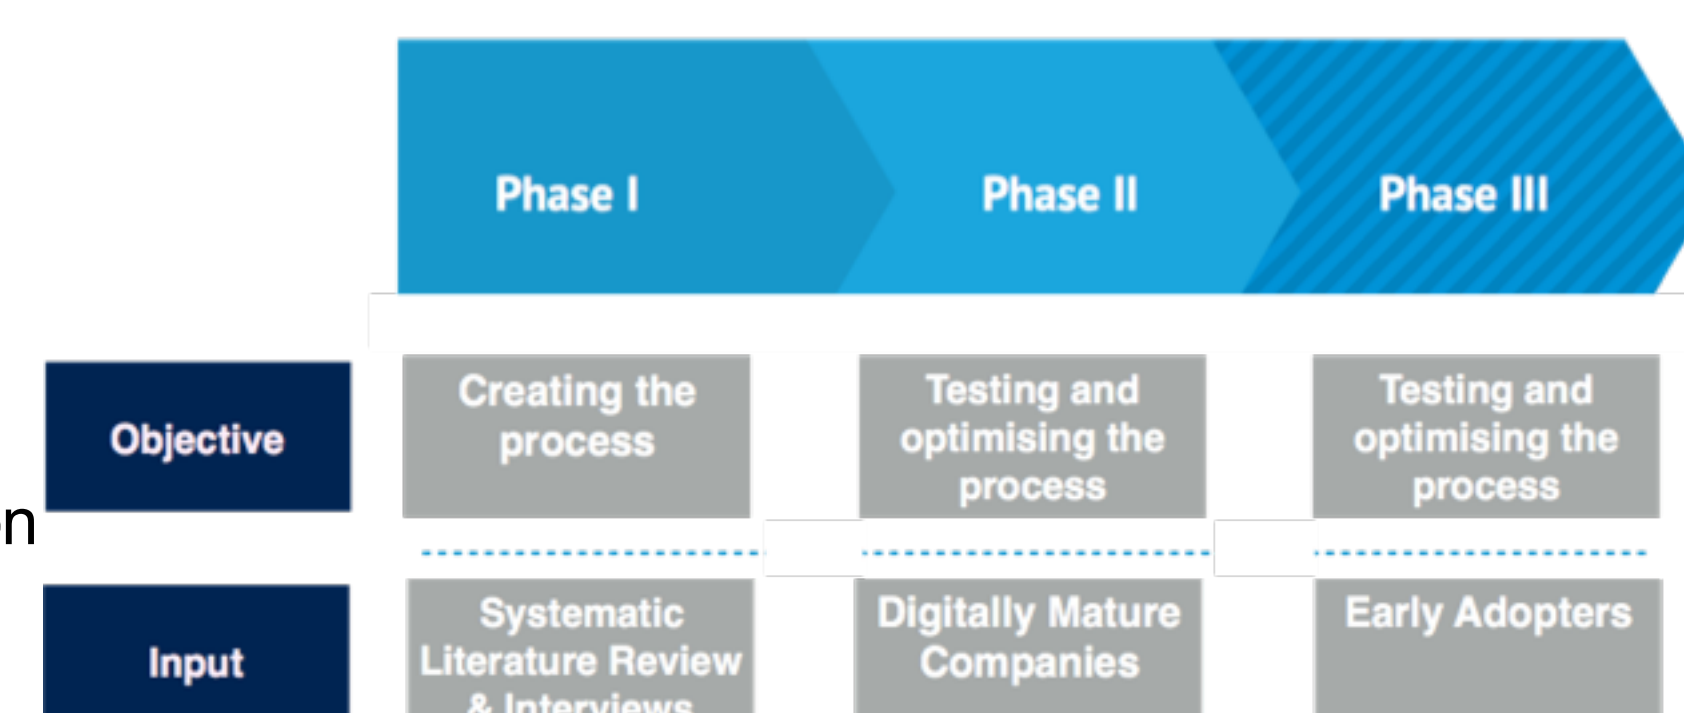 Phase I
Phase II
Phase III
Objective
Creating the
process
Testing and
optimising the
process
Testing and
optimising the
process
Input
Systematic
Literature Review
& Interviews
Digitally Mature
Companies
Early Adopters